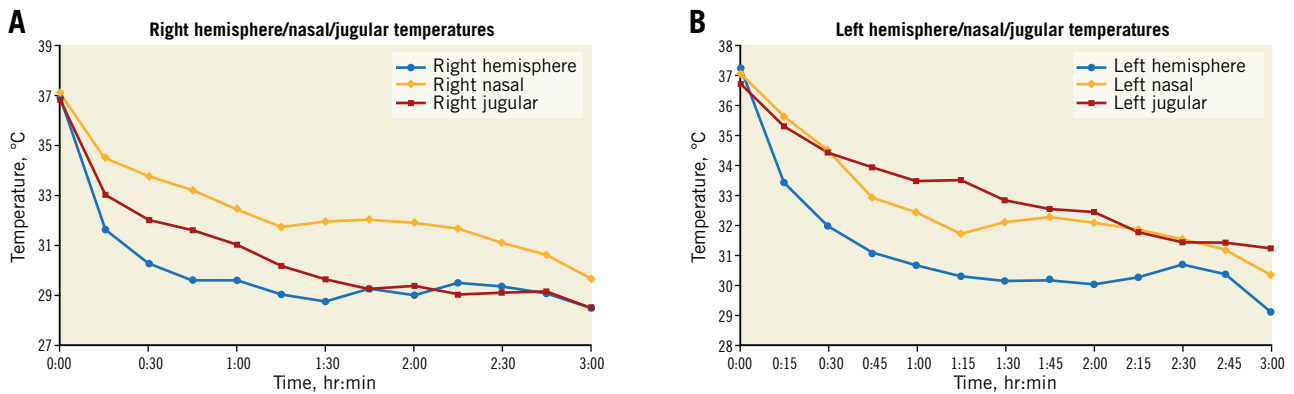 A
Right hemisphere/nasal/jugular temperatures
39
37
35
33
31
29
27
Temperature, °C
Right hemisphere
Right nasal
Right jugular
0:00 0:30 1:00 1:30 2:00 2:30 3:00
Time, hr:min
B
Left hemisphere/nasal/jugular temperatures
38
37
36
35
34
33
32
31
30
29
28
Temperature, °C
Left hemisphere
Left nasal
Left jugular
0:00 0:15 0:30 0:45 1:00 1:15 1:30 1:45 2:00 2:15 2:30 2:45 3:00
Time, hr:min